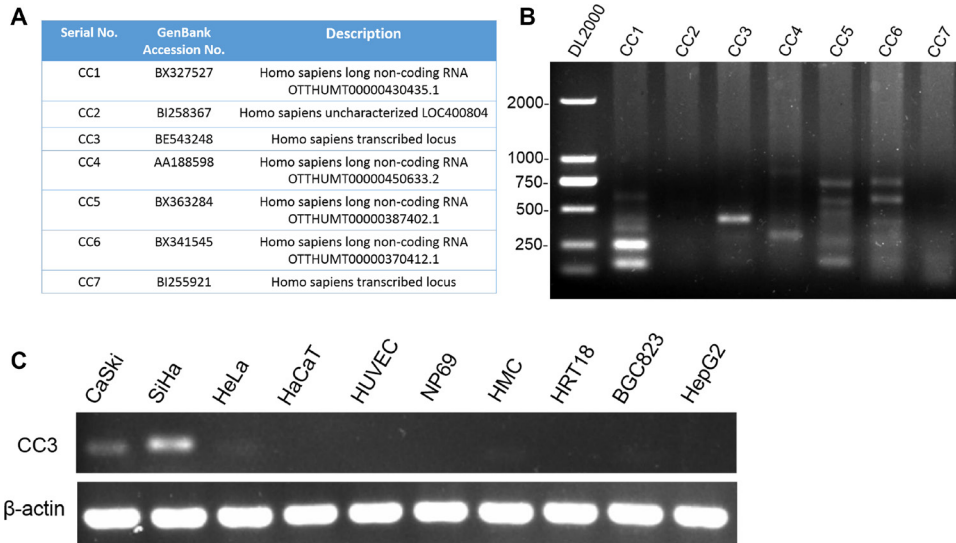 A
Serial No. GenBank Accession No. Description
CC1 BX327527 Homo sapiens long non-coding RNA
OTTHUMT00000430435.1
CC2 BI258367 Homo sapiens uncharacterized LOC400804
CC3 BE543248 Homo sapiens transcribed locus
CC4 AA188598 Homo sapiens long non-coding RNA
OTTHUMT00000450633.2
CC5 BX363284 Homo sapiens long non-coding RNA
OTTHUMT00000387402.1
CC6 BX341545 Homo sapiens long non-coding RNA
OTTHUMT00000370412.1
CC7 BI255921 Homo sapiens transcribed locus
B
DL2000 CC1 CC2 CC3 CC4 CC5 CC6 CC7
2000-
1000-
750-
500-
250-
C
CaSki SiHa HeLa HaCaT HUVEC NP69 HMC HRT18 BGC823 HepG2
CC3
β-actin